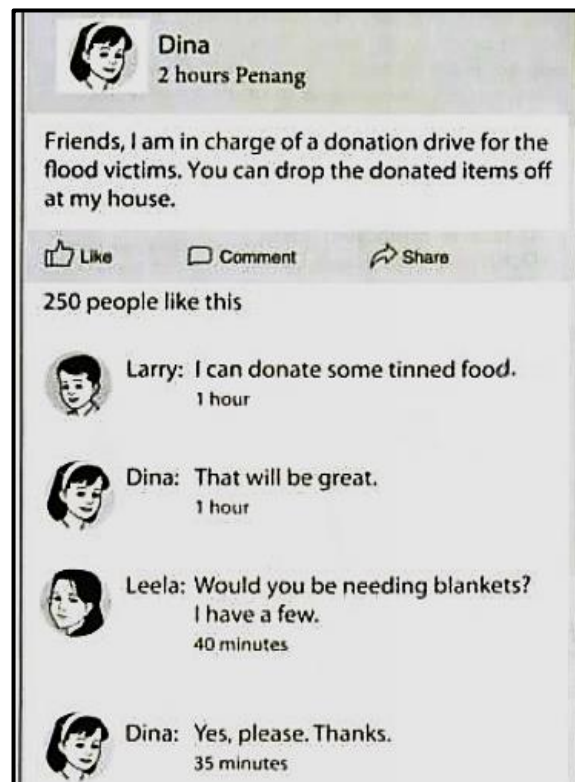 Dina
2 hours Penang
Friends, I am in charge of a donation drive for the
flood victims. You can drop the donated items off
at my house.
Like Comment Share
250 people like this
Larry: I can donate some tinned food.
1 hour
Dina: That will be great.
1 hour
Leela: Would you be needing blankets?
I have a few.
40 minutes
Dina: Yes, please. Thanks.
35 minutes